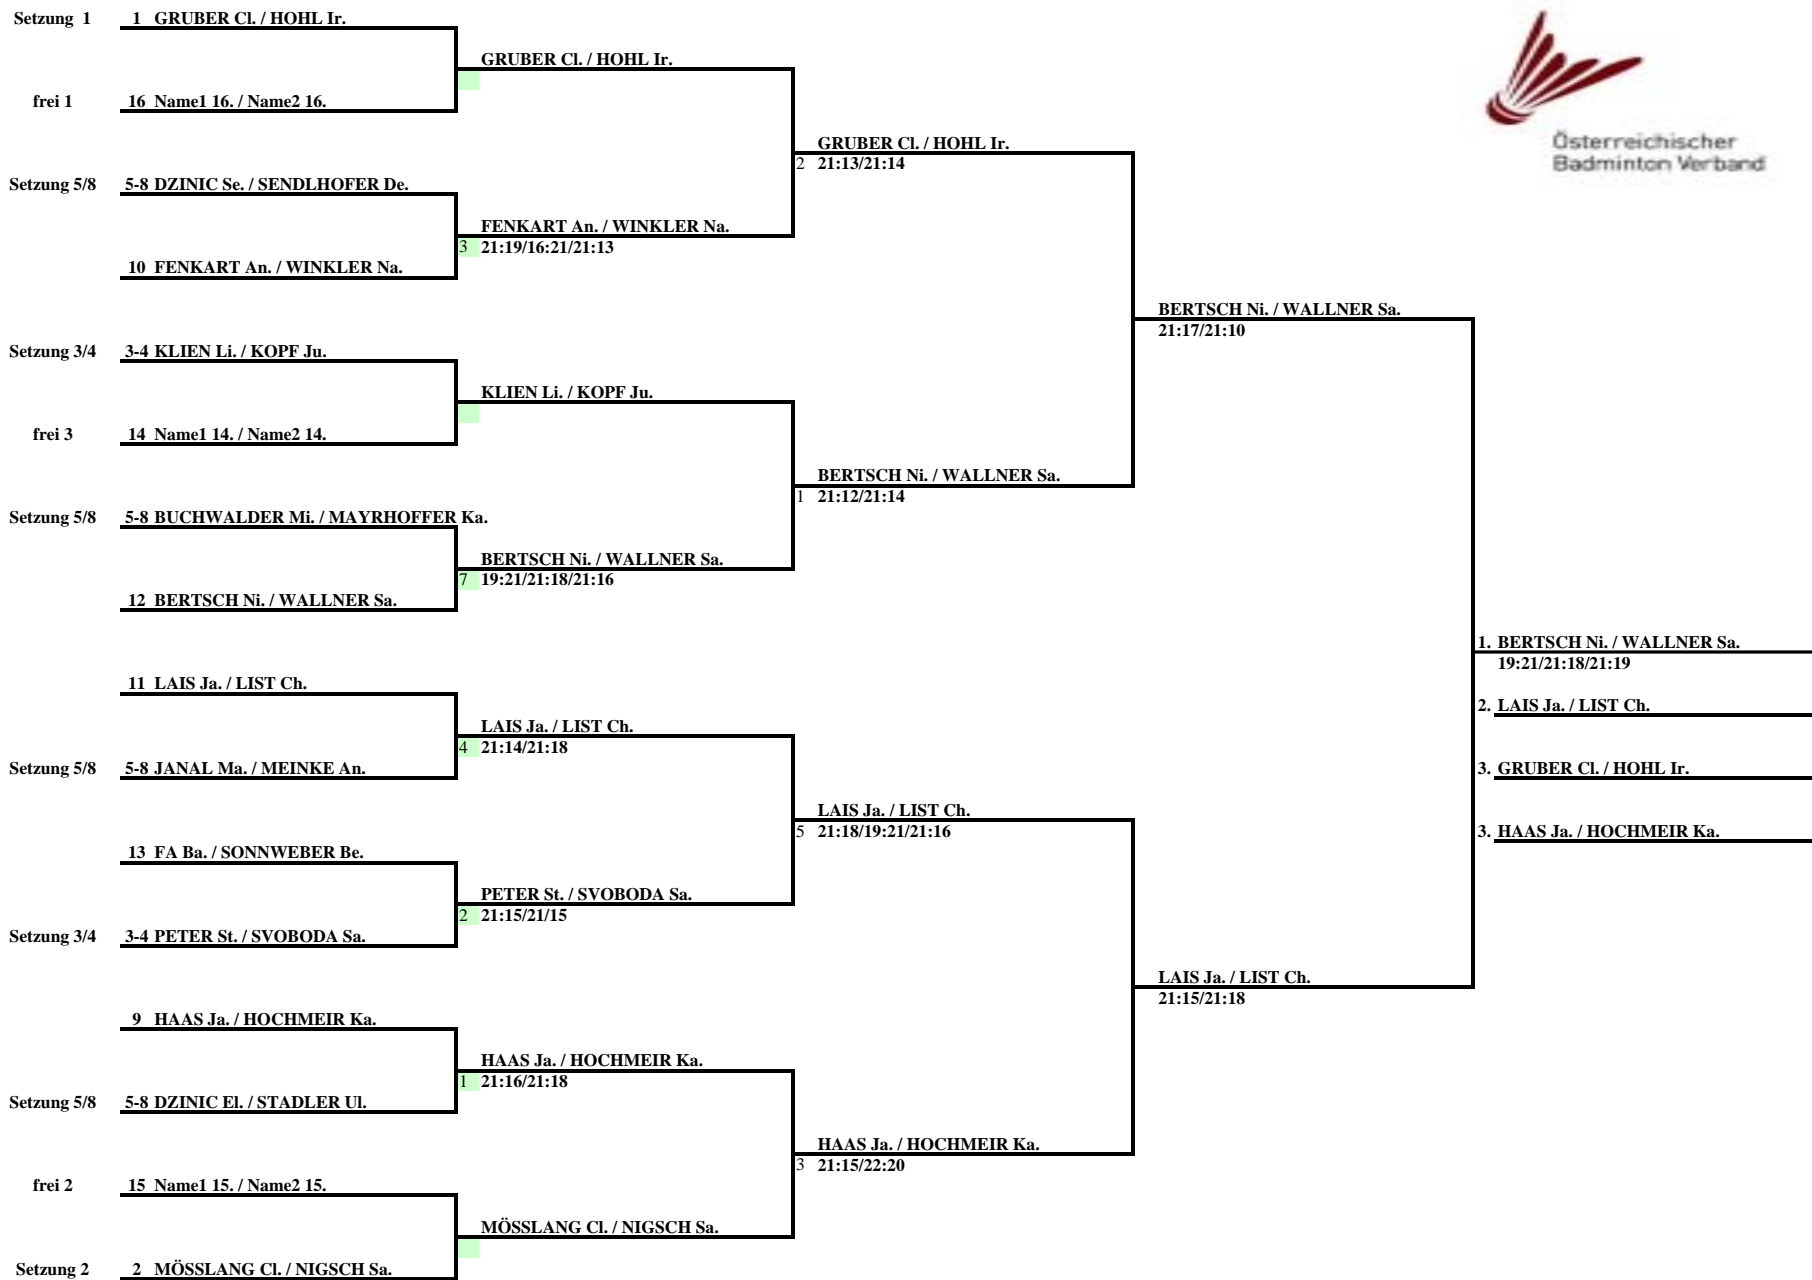 Setzung 1 1 GRUBER Cl. / HOHL Ir.
GRUBER Cl. / HOHL Ir.
frei 1 16 Name1 16. / Name2 16.
Österreichischer
Badminton Verband
GRUBER Cl. / HOHL Ir.
2 21:13/21:14
Setzung 5/8 5-8 DZINIC Se. / SENDLHOFER De.
FENKART An. / WINKLER Na.
3 21:19/16:21/21:13
10 FENKART An. / WINKLER Na.
BERTSCH Ni. / WALLNER Sa.
21:17/21:10
Setzung 3/4 3-4 KLIEN Li. / KOPF Ju.
KLIEN Li. / KOPF Ju.
frei 3 14 Name1 14. / Name2 14.
BERTSCH Ni. / WALLNER Sa.
1 21:12/21:14
Setzung 5/8 5-8 BUCHWALDER Mi. / MAYRHOFFER Ka.
BERTSCH Ni. / WALLNER Sa.
7 19:21/21:18/21:16
12 BERTSCH Ni. / WALLNER Sa.
1. BERTSCH Ni. / WALLNER Sa.
19:21/21:18/21:19
11 LAIS Ja. / LIST Ch.
2. LAIS Ja. / LIST Ch.
LAIS Ja. / LIST Ch.
4 21:14/21:18
Setzung 5/8 5-8 JANAL Ma. / MEINKE An.
3. GRUBER Cl. / HOHL Ir.
LAIS Ja. / LIST Ch.
5 21:18/19:21/21:16
3. HAAS Ja. / HOCHMEIR Ka.
13 FA Ba. / SONNWEBER Be.
PETER St. / SVOBODA Sa.
2 21:15/21/15
Setzung 3/4 3-4 PETER St. / SVOBODA Sa.
LAIS Ja. / LIST Ch.
21:15/21:18
9 HAAS Ja. / HOCHMEIR Ka.
HAAS Ja. / HOCHMEIR Ka.
1 21:16/21:18
Setzung 5/8 5-8 DZINIC El. / STADLER Ul.
HAAS Ja. / HOCHMEIR Ka.
3 21:15/22:20
frei 2 15 Name1 15. / Name2 15.
MÖSSLANG Cl. / NIGSCH Sa.
Setzung 2 2 MÖSSLANG Cl. / NIGSCH Sa.